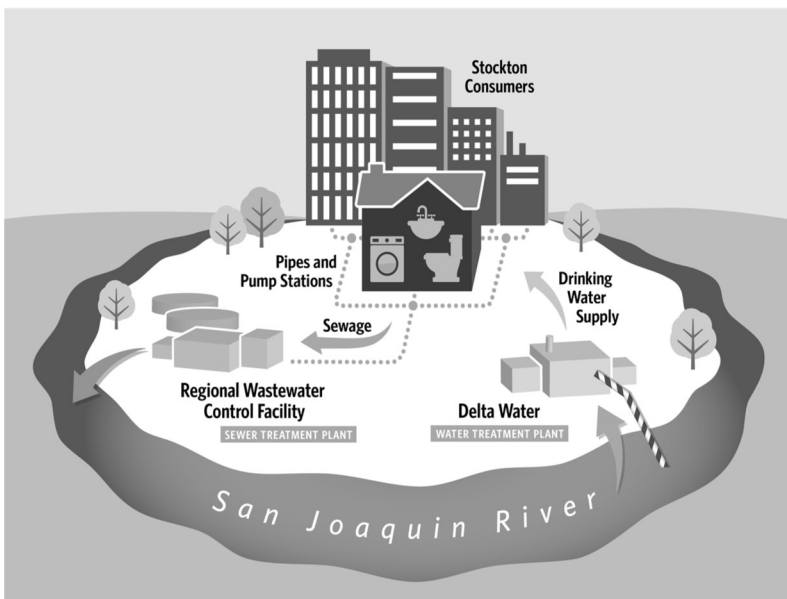 Stockton
Consumers
Pipes and
Pump Stations
Drinking
Water
Supply
Sewage
Regional Wastewater
Control Facility
SEWER TREATMENT PLANT
Delta Water
WATER TREATMENT PLANT
San Joaquin River